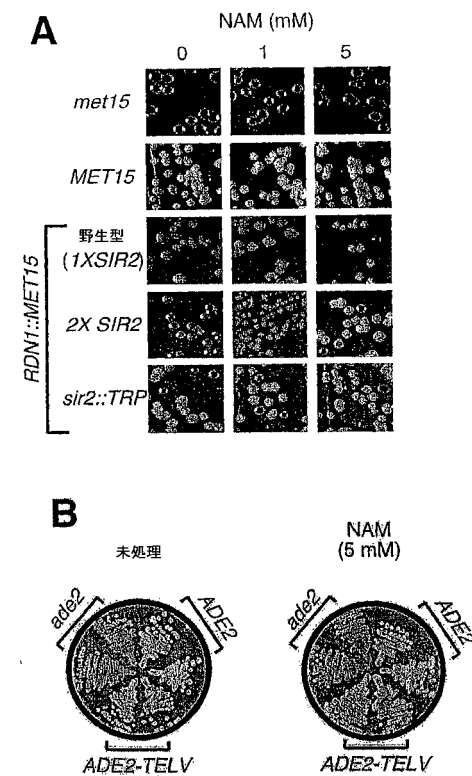 A
NAM (mM)
0 1 5
met15
MET15
野生型
(1XSIR2)
2X SIR2
sir2::TRP
RDN1::MET15
B
未処理
NAM
(5 mM)
ade2
ADE2
ADE2-TELV
ade2
ADE2
ADE2-TELV